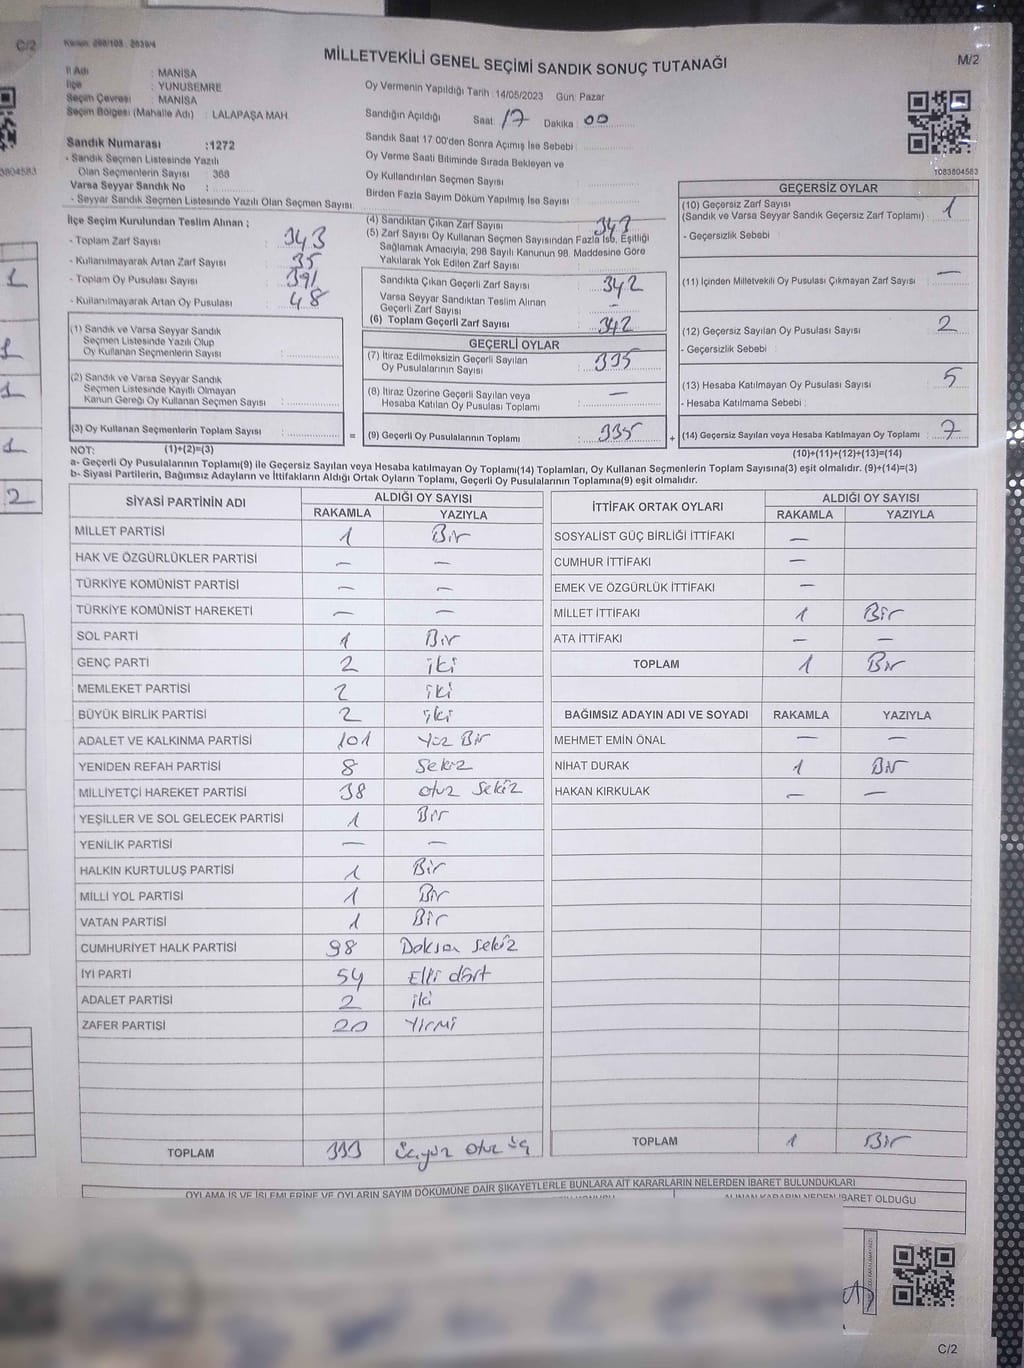 C/2
Kanun: 298/105 , 2839/4
MİLLETVEKİLİ GENEL SEÇİMİ SANDIK SONUÇ TUTANAĞI
M/2
İl Adı : MANİSA
İlçe : YUNUSEMRE
Seçim Çevresi : MANİSA
Seçim Bölgesi (Mahalle Adı) : LALAPAŞA MAH.
Sandık Numarası :1272
- Sandık Seçmen Listesinde Yazılı
Olan Seçmenlerin Sayısı : 368
Varsa Seyyar Sandık No :
- Seyyar Sandık Seçmen Listesinde Yazılı Olan Seçmen Sayısı:
Oy Vermenin Yapıldığı Tarih : 14/05/2023 Gün: Pazar
Sandığın Açıldığı Saat : 17 Dakika : 00
Sandık Saat 17:00'den Sonra Açımış İse Sebebi :
Oy Verme Saati Bitiminde Sırada Bekleyen ve
Oy Kullandırılan Seçmen Sayısı :
Birden Fazla Sayım Döküm Yapılmış İse Sayısı :
1083804583
3804583
İlçe Seçim Kurulundan Teslim Alınan :
- Toplam Zarf Sayısı : 343
- Kullanılmayarak Artan Zarf Sayısı : 35
- Toplam Oy Pusulası Sayısı : 391
- Kullanılmayarak Artan Oy Pusulası : 48
(4) Sandıktan Çıkan Zarf Sayısı : 343
(5) Zarf Sayısı Oy Kullanan Seçmen Sayısından Fazla İse, Eşitliği
Sağlamak Amacıyla, 298 Sayılı Kanunun 98. Maddesine Göre
Yakılarak Yok Edilen Zarf Sayısı :
Sandıkta Çıkan Geçerli Zarf Sayısı : 342
Varsa Seyyar Sandıktan Teslim Alınan
Geçerli Zarf Sayısı : —
(6) Toplam Geçerli Zarf Sayısı : 342
GEÇERSİZ OYLAR
(10) Geçersiz Zarf Sayısı
(Sandık ve Varsa Seyyar Sandık Geçersiz Zarf Toplamı) : 1
- Geçersizlik Sebebi :
(11) İçinden Milletvekili Oy Pusulası Çıkmayan Zarf Sayısı : —
(12) Geçersiz Sayılan Oy Pusulası Sayısı : 2
- Geçersizlik Sebebi :
(13) Hesaba Katılmayan Oy Pusulası Sayısı : 5
- Hesaba Katılmama Sebebi :
(14) Geçersiz Sayılan veya Hesaba Katılmayan Oy Toplamı : 7
(10)+(11)+(12)+(13)=(14)
(1) Sandık ve Varsa Seyyar Sandık
Seçmen Listesinde Yazılı Olup
Oy Kullanan Seçmenlerin Sayısı :
(2) Sandık ve Varsa Seyyar Sandık
Seçmen Listesinde Kayıtlı Olmayan
Kanun Gereği Oy Kullanan Seçmen Sayısı :
(3) Oy Kullanan Seçmenlerin Toplam Sayısı : =
GEÇERLİ OYLAR
(7) İtiraz Edilmeksizin Geçerli Sayılan
Oy Pusulalarının Sayısı : 335
(8) İtiraz Üzerine Geçerli Sayılan veya
Hesaba Katılan Oy Pusulası Toplamı : —
(9) Geçerli Oy Pusulalarının Toplamı : 335 +
NOT: (1)+(2)=(3)
a- Geçerli Oy Pusulalarının Toplamı(9) ile Geçersiz Sayılan veya Hesaba katılmayan Oy Toplamı(14) Toplamları, Oy Kullanan Seçmenlerin Toplam Sayısına(3) eşit olmalıdır. (9)+(14)=(3)
b- Siyasi Partilerin, Bağımsız Adayların ve İttifakların Aldığı Ortak Oyların Toplamı, Geçerli Oy Pusulalarının Toplamına(9) eşit olmalıdır.
SİYASİ PARTİNİN ADI ALDIĞI OY SAYISI
RAKAMLA YAZIYLA
MİLLET PARTİSİ 1 Bir
HAK VE ÖZGÜRLÜKLER PARTİSİ — —
TÜRKİYE KOMÜNİST PARTİSİ — —
TÜRKİYE KOMÜNİST HAREKETİ — —
SOL PARTİ 1 Bir
GENÇ PARTİ 2 iki
MEMLEKET PARTİSİ 2 iki
BÜYÜK BİRLİK PARTİSİ 2 iki
ADALET VE KALKINMA PARTİSİ 101 Yüz Bir
YENİDEN REFAH PARTİSİ 8 Sekiz
MİLLİYETÇİ HAREKET PARTİSİ 38 otuz sekiz
YEŞİLLER VE SOL GELECEK PARTİSİ 1 Bir
YENİLİK PARTİSİ — —
HALKIN KURTULUŞ PARTİSİ 1 Bir
MİLLİ YOL PARTİSİ 1 Bir
VATAN PARTİSİ 1 Bir
CUMHURİYET HALK PARTİSİ 98 Doksan sekiz
İYİ PARTİ 54 Elli dört
ADALET PARTİSİ 2 iki
ZAFER PARTİSİ 20 Yirmi
TOPLAM 333 üçyüz otuz üç
İTTİFAK ORTAK OYLARI ALDIĞI OY SAYISI
RAKAMLA YAZIYLA
SOSYALİST GÜÇ BİRLİĞİ İTTİFAKI —
CUMHUR İTTİFAKI —
EMEK VE ÖZGÜRLÜK İTTİFAKI —
MİLLET İTTİFAKI 1 Bir
ATA İTTİFAKI — —
TOPLAM 1 Bir
BAĞIMSIZ ADAYIN ADI VE SOYADI RAKAMLA YAZIYLA
MEHMET EMİN ÖNAL — —
NİHAT DURAK 1 Bir
HAKAN KIRKULAK — —
TOPLAM 1 Bir
OYLAMA İŞ VE İŞLEMLERİNE VE OYLARIN SAYIM DÖKÜMÜNE DAİR ŞİKAYETLERLE BUNLARA AİT KARARLARIN NELERDEN İBARET BULUNDUKLARI
ALINAN KARARIN NEDEN İBARET OLDUĞU
C/2
1
1
1
1
2